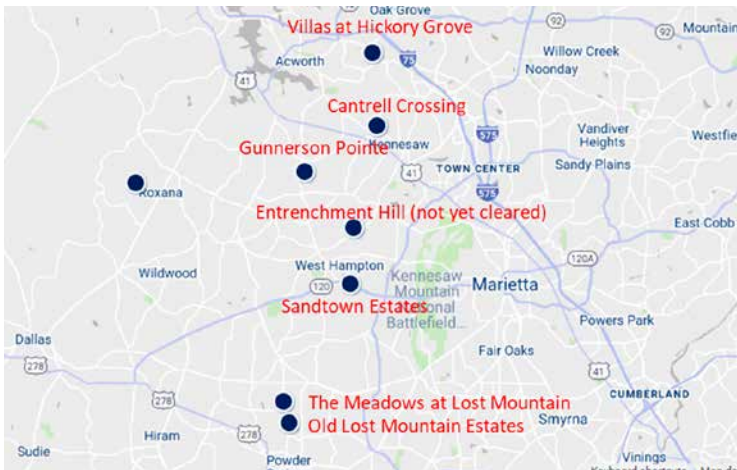 Oak Grove
92
92
Mountain
Villas at Hickory Grove
Acworth
75
Willow Creek
Noonday
41
Cantrell Crossing
575
Kennesaw
Vandiver
Heights
Westfie
Gunnerson Pointe
41
TOWN CENTER
Sandy Plains
Roxana
575
Entrenchment Hill (not yet cleared)
East Cobb
West Hampton
120A
Wildwood
120
Kennesaw
Mountain
National
Battlefield...
Marietta
Sandtown Estates
Powers Park
Dallas
278
Fair Oaks
41
278
The Meadows at Lost Mountain
CUMBERLAND
Old Lost Mountain Estates
Smyrna
Hiram
278
Sudie
Powder
Vinings